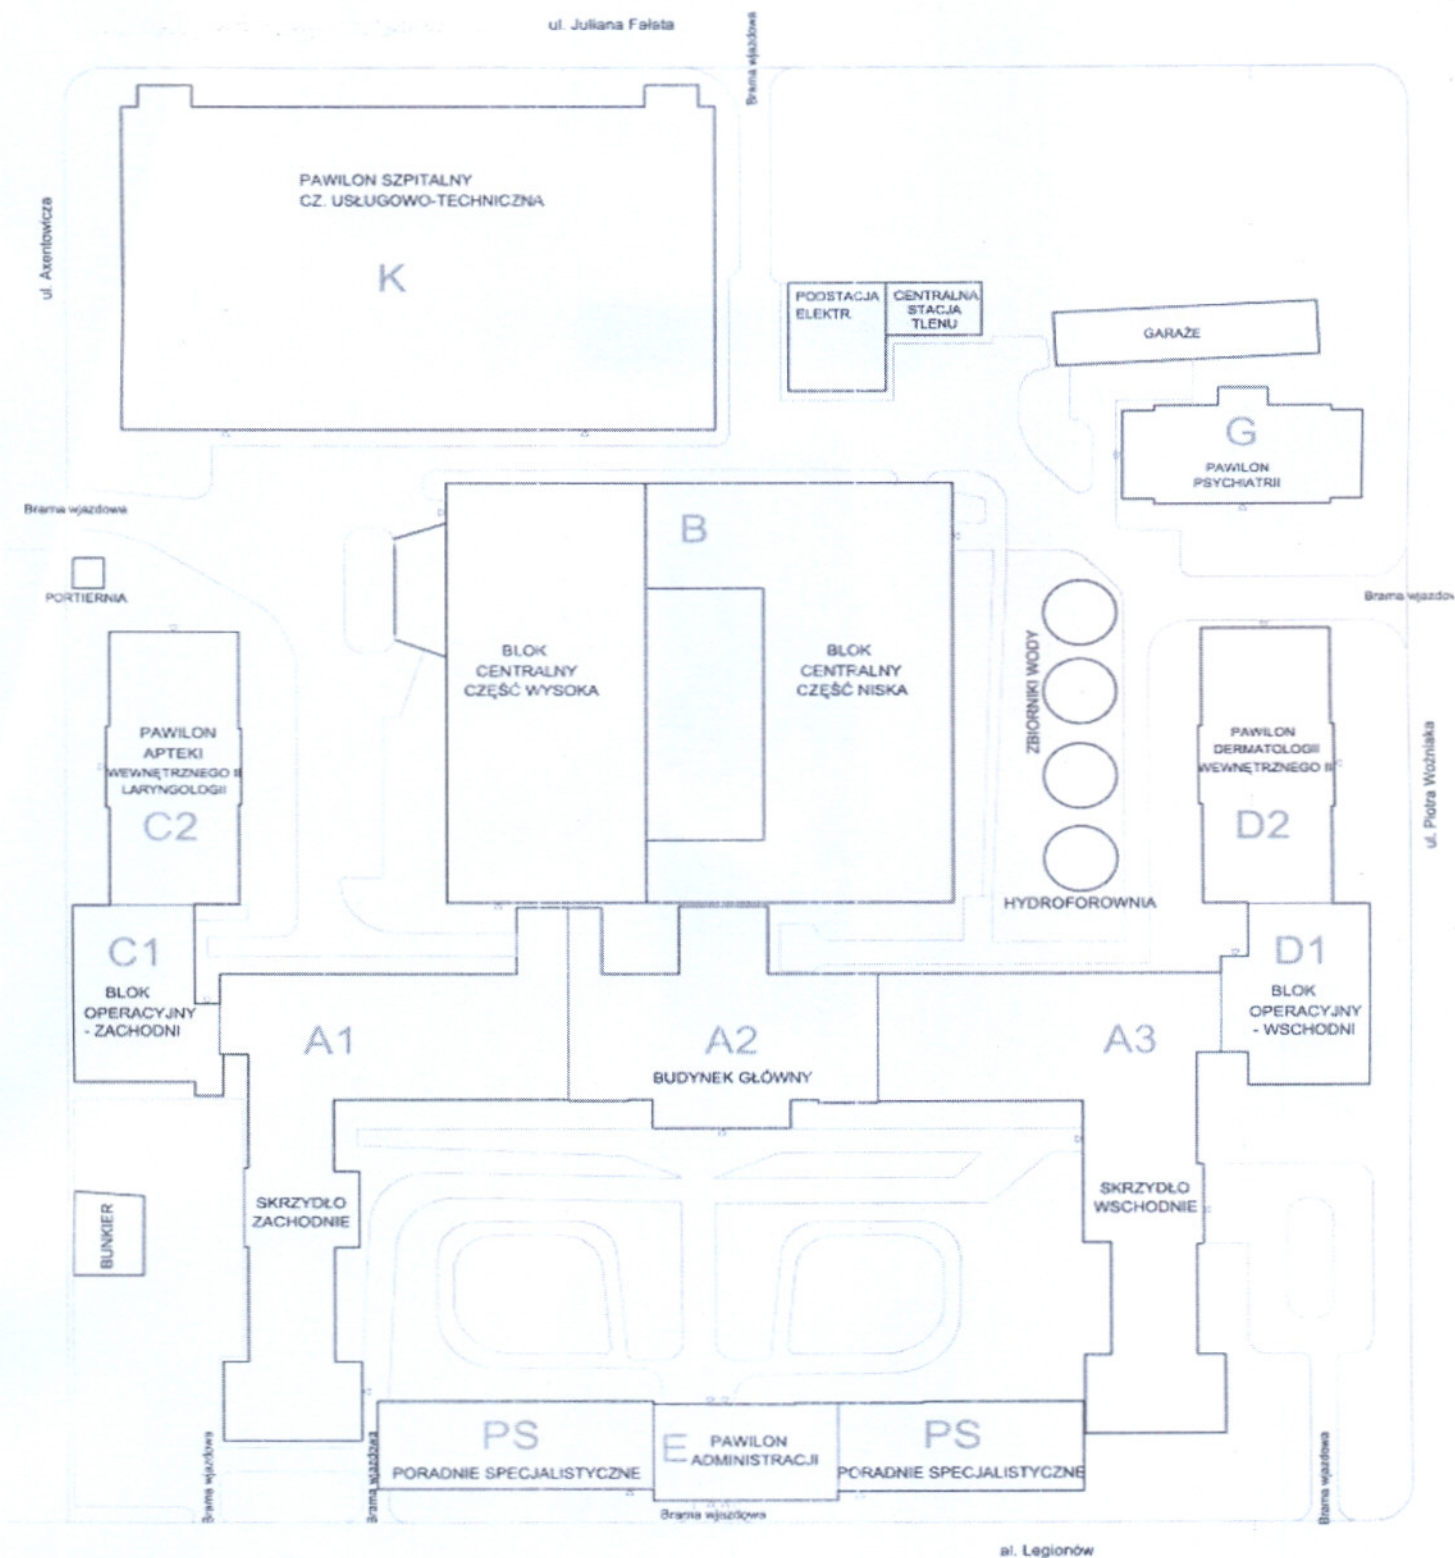 ul. Juliana Fałata
Brama wjazdowa
PAWILON SZPITALNY
CZ. USŁUGOWO-TECHNICZNA
K
ul. Axentowicza
PODSTACJA
ELEKTR.
CENTRALNA
STACJA
TLENU
GARAŻE
G
PAWILON
PSYCHIATRII
Brama wjazdowa
PORTIERNIA
B
BLOK
CENTRALNY
CZĘŚĆ WYSOKA
BLOK
CENTRALNY
CZĘŚĆ NISKA
ZBIORNIKI WODY
HYDROFOROWNIA
Brama wjazdow
PAWILON
APTEKI
WEWNĘTRZNEGO II
LARYNGOLOGII
C2
PAWILON
DERMATOLOGII
WEWNĘTRZNEGO II
D2
ul. Piotra Woźniaka
C1
BLOK
OPERACYJNY
- ZACHODNI
A1
A2
BUDYNEK GŁÓWNY
A3
D1
BLOK
OPERACYJNY
- WSCHODNI
BUNKIER
SKRZYDŁO
ZACHODNIE
SKRZYDŁO
WSCHODNIE
PS
PORADNIE SPECJALISTYCZNE
E
PAWILON
ADMINISTRACJI
PS
PORADNIE SPECJALISTYCZNE
Brama wjazdowa
Brama wjazdowa
Brama wjazdowa
Brama wjazdowa
al. Legionów